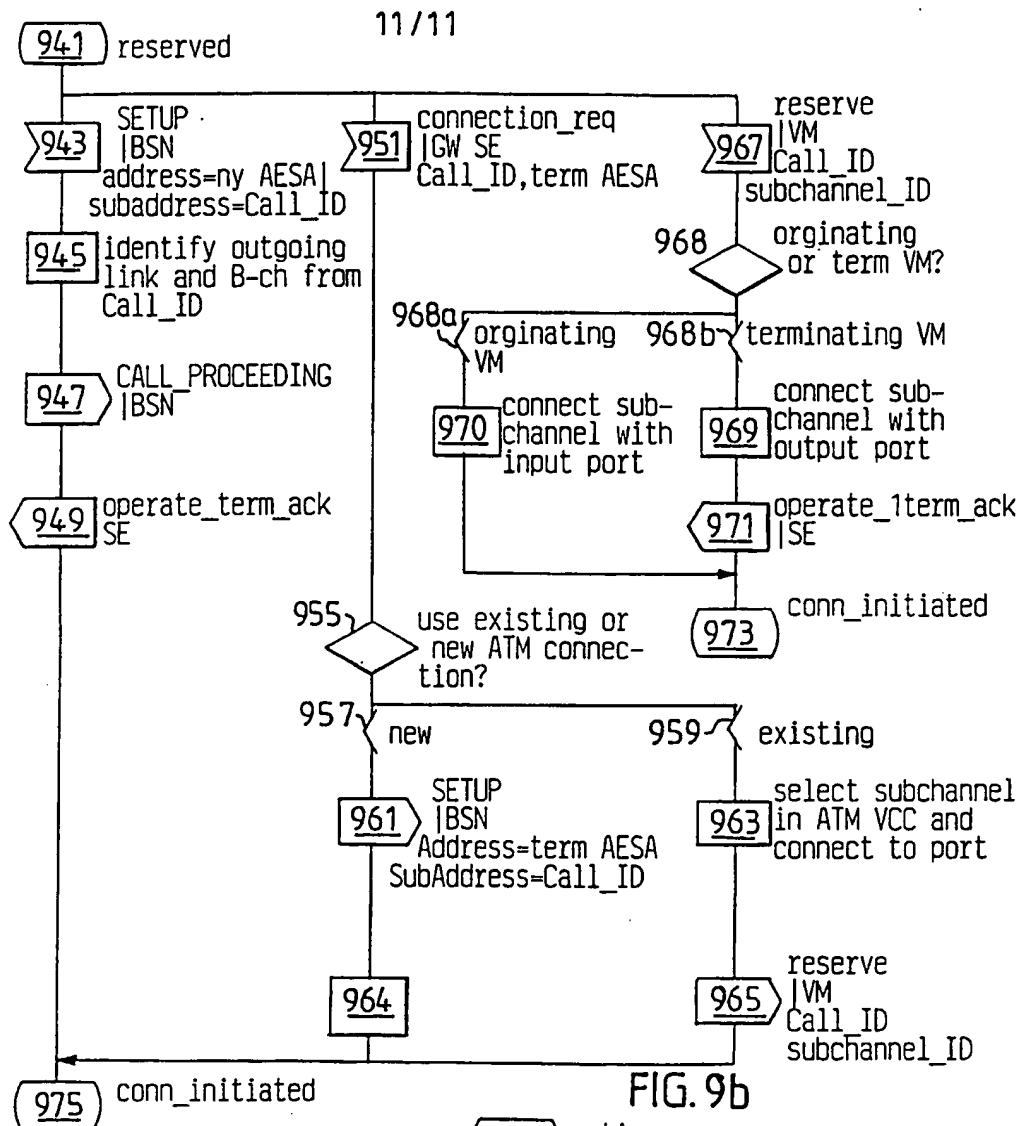 11/11
941 reserved
943 SETUP
|BSN
address=ny AESA|
subaddress=Call_ID
945 identify outgoing
link and B-ch from
Call_ID
947 CALL_PROCEEDING
|BSN
949 operate_term_ack
SE
951 connection_req
|GW SE
Call_ID,term AESA
955 use existing or
new ATM connec-
tion?
957 new
961 SETUP
|BSN
Address=term AESA
SubAddress=Call_ID
964
959 existing
963 select subchannel
in ATM VCC and
connect to port
965 reserve
|VM
Call_ID
subchannel_ID
967 reserve
|VM
Call_ID
subchannel_ID
968 orginating
or term VM?
968a orginating
VM
970 connect sub-
channel with
input port
968b terminating VM
969 connect sub-
channel with
output port
971 operate_1term_ack
|SE
973 conn_initiated
975 conn_initiated
FIG. 9b